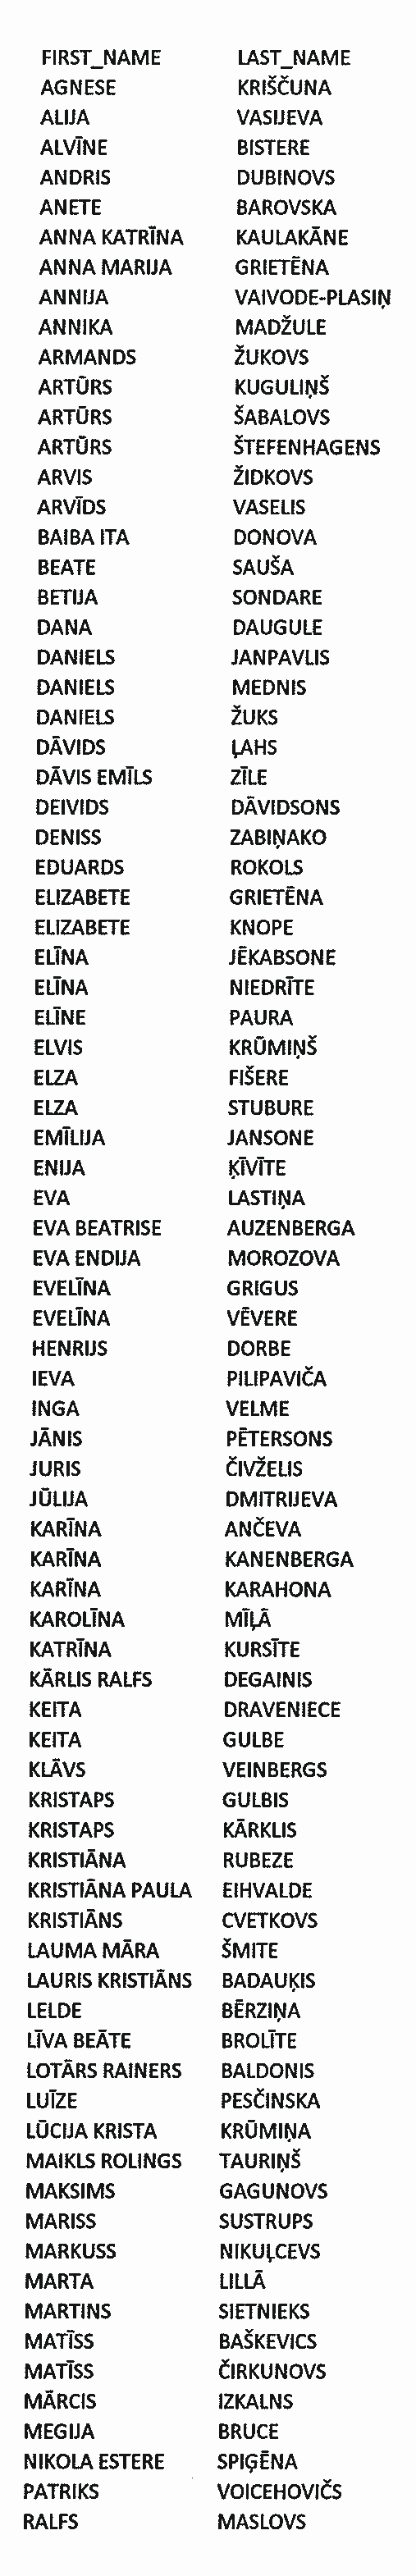 FIRST_NAME LAST_NAME
AGNESE KRIŠČUNA
ALIJA VASIJEVA
ALVĪNE BISTERE
ANDRIS DUBINOVS
ANETE BAROVSKA
ANNA KATRĪNA KAULAKĀNE
ANNA MARIJA GRIETĒNA
ANNIJA VAIVODE-PLASIŅ
ANNIKA MADŽULE
ARMANDS ŽUKOVS
ARTŪRS KUGULIŅŠ
ARTŪRS ŠABALOVS
ARTŪRS ŠTEFENHAGENS
ARVIS ŽIDKOVS
ARVĪDS VASELIS
BAIBA ITA DONOVA
BEATE SAUŠA
BETIJA SONDARE
DANA DAUGULE
DANIELS JANPAVLIS
DANIELS MEDNIS
DANIELS ŽUKS
DĀVIDS ĻAHS
DĀVIS EMĪLS ZĪLE
DEIVIDS DĀVIDSONS
DENISS ZABIŅAKO
EDUARDS ROKOLS
ELIZABETE GRIETĒNA
ELIZABETE KNOPE
ELĪNA JĒKABSONE
ELĪNA NIEDRĪTE
ELĪNE PAURA
ELVIS KRŪMIŅŠ
ELZA FIŠERE
ELZA STUBURE
EMĪLIJA JANSONE
ENIJA ĶĪVĪTE
EVA LASTIŅA
EVA BEATRISE AUZENBERGA
EVA ENDIJA MOROZOVA
EVELĪNA GRIGUS
EVELĪNA VĒVERE
HENRIJS DORBE
IEVA PILIPAVIČA
INGA VELME
JĀNIS PĒTERSONS
JURIS ČIVŽELIS
JŪLIJA DMITRIJEVA
KARĪNA ANČEVA
KARĪNA KANENBERGA
KARĪNA KARAHONA
KAROLĪNA MĪĻĀ
KATRĪNA KURSĪTE
KĀRLIS RALFS DEGAINIS
KEITA DRAVENIECE
KEITA GULBE
KLĀVS VEINBERGS
KRISTAPS GULBIS
KRISTAPS KĀRKLIS
KRISTIĀNA RUBEZE
KRISTIĀNA PAULA EIHVALDE
KRISTIĀNS CVETKOVS
LAUMA MĀRA ŠMITE
LAURIS KRISTIĀNS BADAUĶIS
LELDE BĒRZIŅA
LĪVA BEĀTE BROLĪTE
LOTĀRS RAINERS BALDONIS
LUĪZE PESČINSKA
LŪCIJA KRISTA KRŪMIŅA
MAIKLS ROLINGS TAURIŅŠ
MAKSIMS GAGUNOVS
MARISS SUSTRUPS
MARKUSS NIKUĻCEVS
MARTA LILLĀ
MARTINS SIETNIEKS
MATĪSS BAŠKEVICS
MATĪSS ČIRKUNOVS
MĀRCIS IZKALNS
MEGIJA BRUCE
NIKOLA ESTERE SPIĢĒNA
PATRIKS VOICEHOVIČS
RALFS MASLOVS